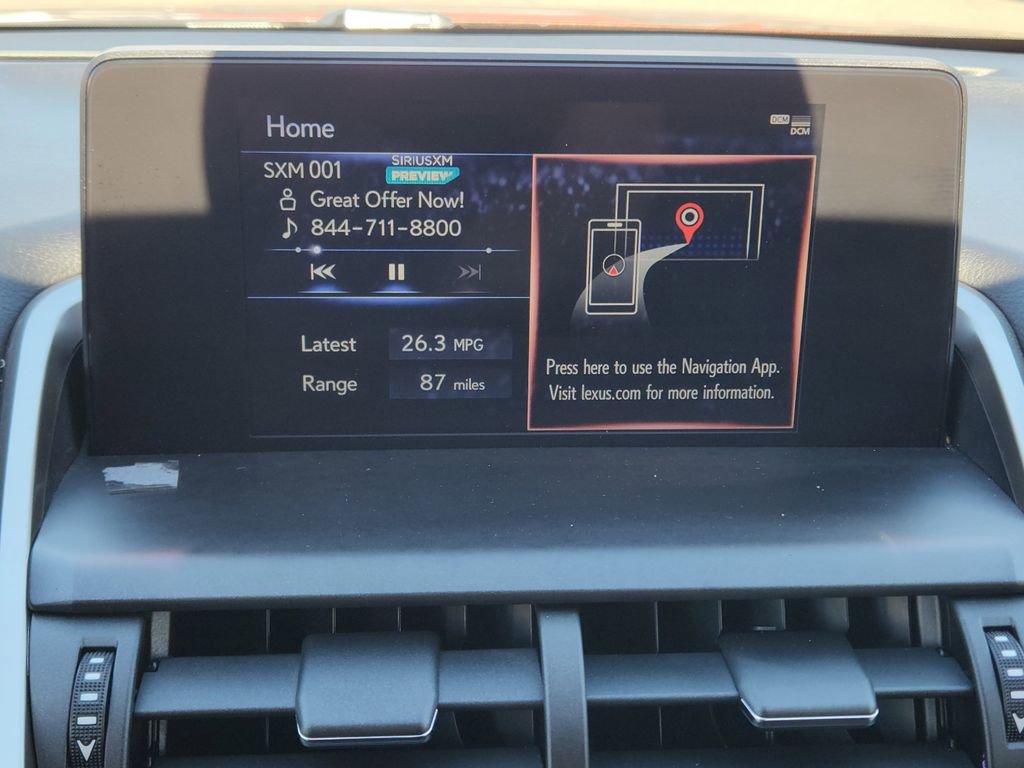 Home
DCM
DCM
SXM 001
SIRIUSXM
PREVIEW
Great Offer Now!
844-711-8800
Latest 26.3 MPG
Range 87 miles
Press here to use the Navigation App.
Visit lexus.com for more information.